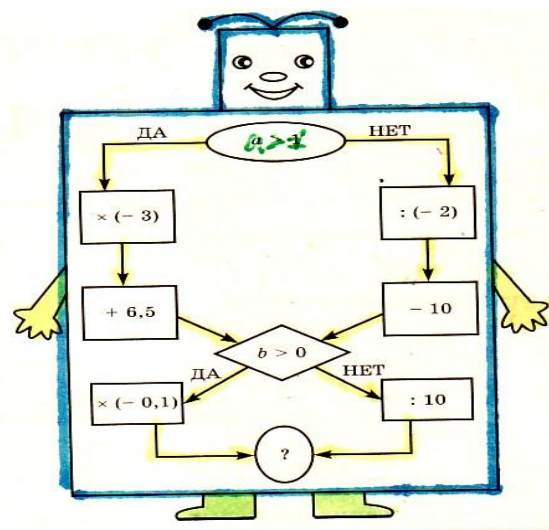 ДА
a > 1
НЕТ
× (– 3)
: (– 2)
+ 6,5
– 10
b > 0
ДА
НЕТ
× (– 0,1)
: 10
?